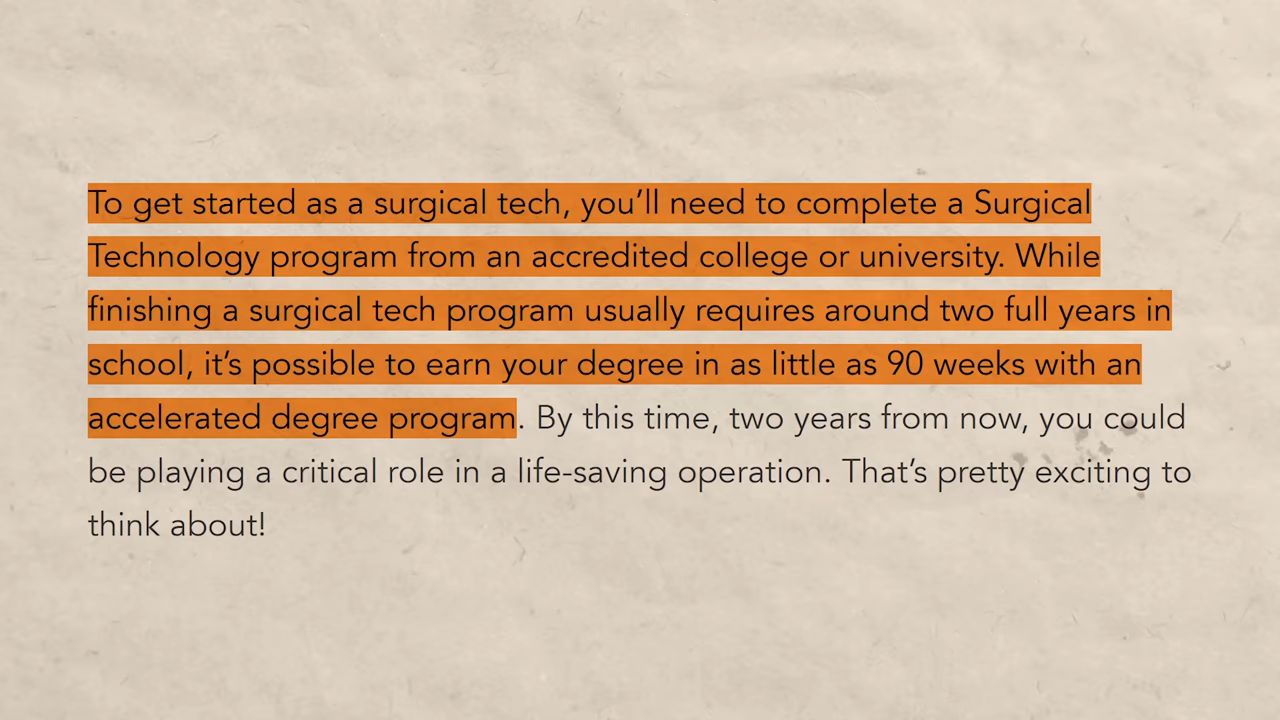 To get started as a surgical tech, you’ll need to complete a Surgical
Technology program from an accredited college or university. While
finishing a surgical tech program usually requires around two full years in
school, it’s possible to earn your degree in as little as 90 weeks with an
accelerated degree program. By this time, two years from now, you could
be playing a critical role in a life-saving operation. That’s pretty exciting to
think about!